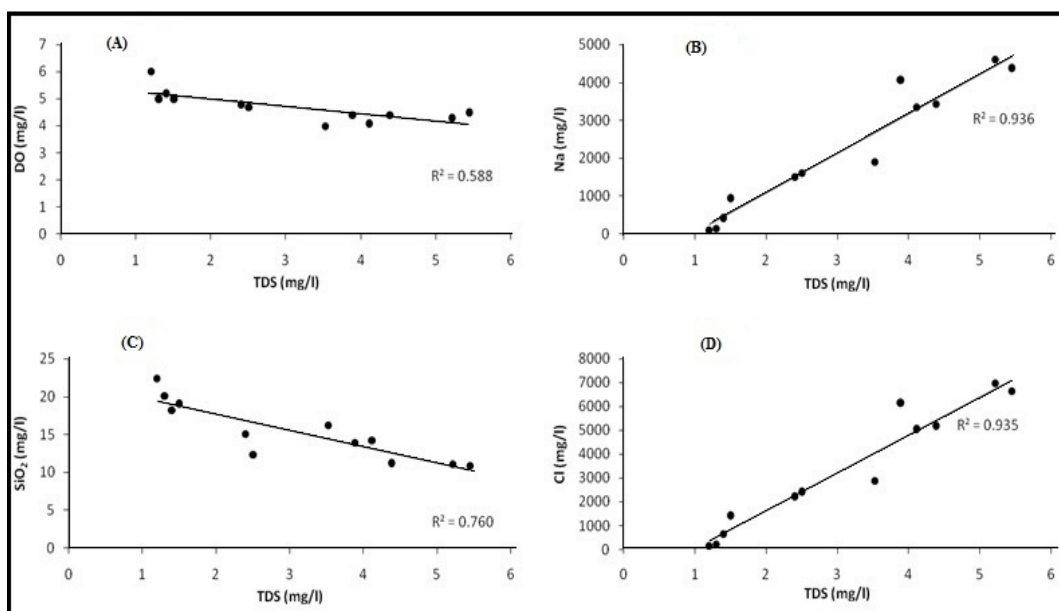 (A)
7
6
5
4
3
2
1
0
DO (mg/l)
R² = 0.588
0 1 2 3 4 5 6
TDS (mg/l)
(B)
5000
4000
3000
2000
1000
0
Na (mg/l)
R² = 0.936
0 1 2 3 4 5 6
TDS (mg/l)
(C)
25
20
15
10
5
0
SiO₂ (mg/l)
R² = 0.760
0 1 2 3 4 5 6
TDS (mg/l)
(D)
8000
7000
6000
5000
4000
3000
2000
1000
0
Cl (mg/l)
R² = 0.935
0 1 2 3 4 5 6
TDS (mg/l)